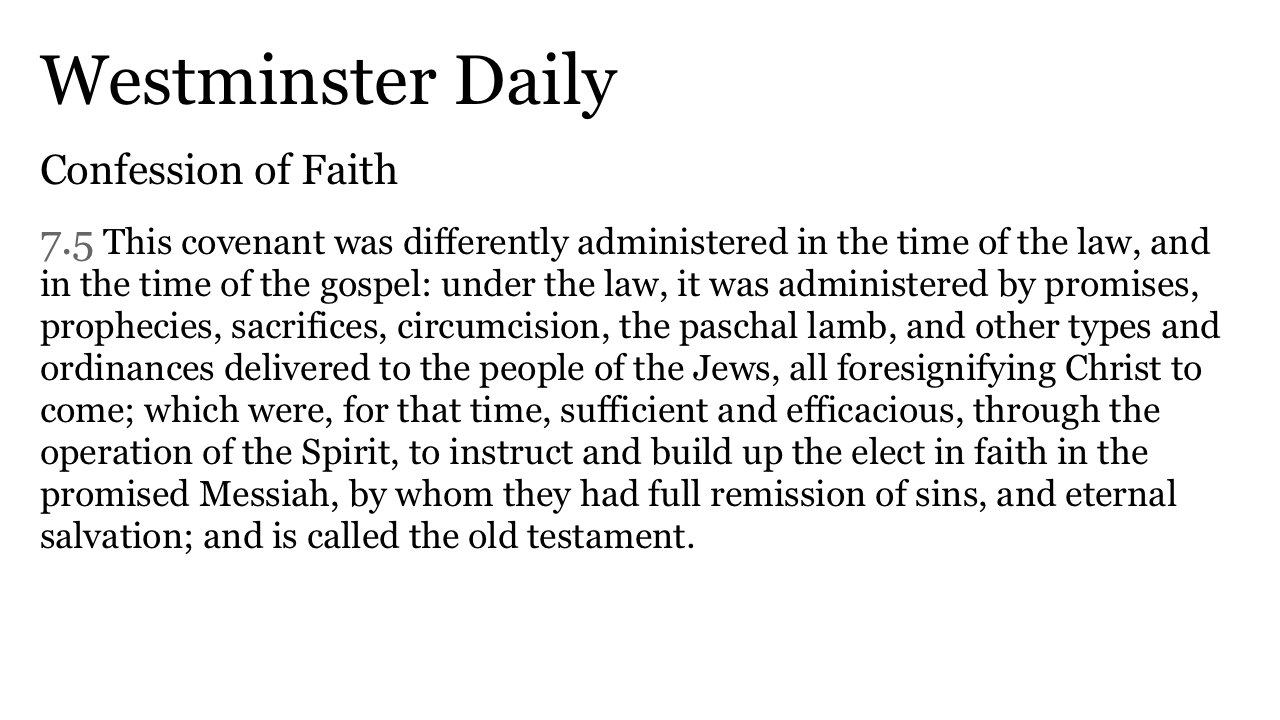 Westminster Daily
Confession of Faith
7.5 This covenant was differently administered in the time of the law, and
in the time of the gospel: under the law, it was administered by promises,
prophecies, sacrifices, circumcision, the paschal lamb, and other types and
ordinances delivered to the people of the Jews, all foresignifying Christ to
come; which were, for that time, sufficient and efficacious, through the
operation of the Spirit, to instruct and build up the elect in faith in the
promised Messiah, by whom they had full remission of sins, and eternal
salvation; and is called the old testament.